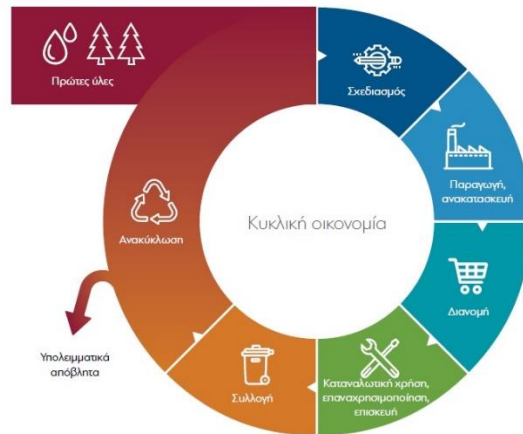 Πρώτες ύλες
Σχεδιασμός
Παραγωγή,
ανακατασκευή
Διανομή
Καταναλωτική χρήση,
επαναχρησιμοποίηση,
επισκευή
Συλλογή
Ανακύκλωση
Υπολειμματικά
απόβλητα
Κυκλική οικονομία